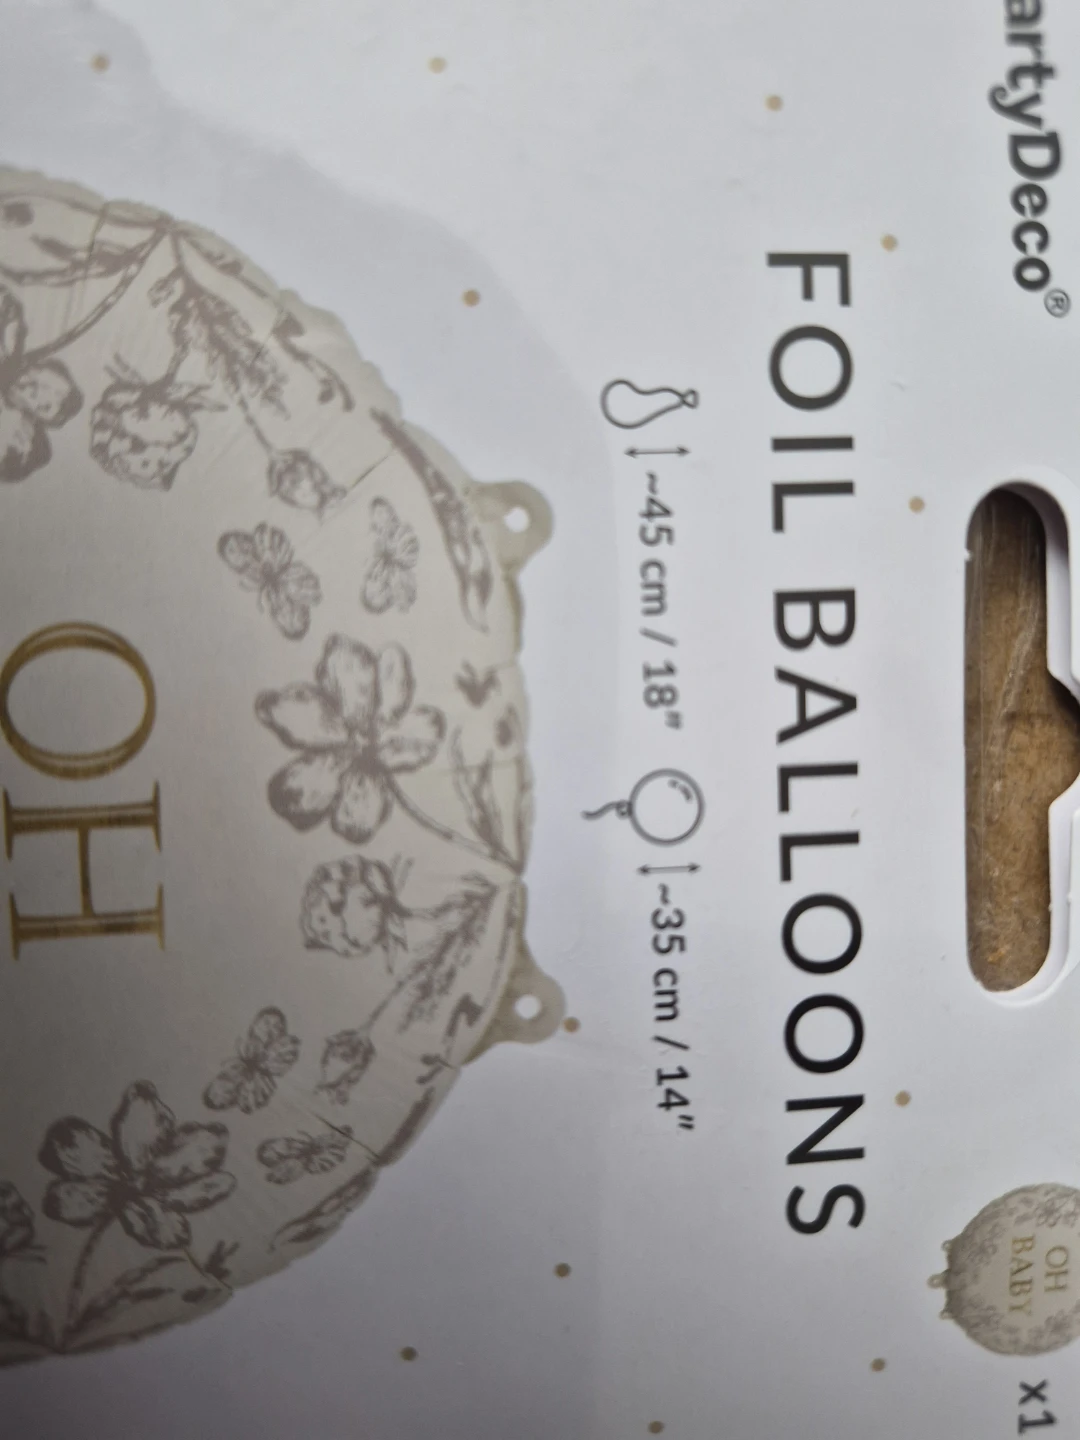 artyDeco®
FOIL BALLOONS
~45 cm / 18" ~35 cm / 14"
OH
OH
BABY
x1